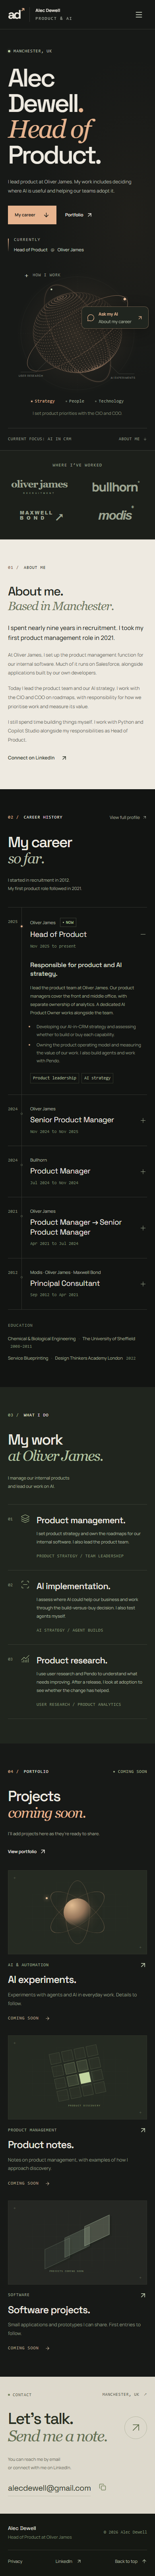 ad
Alec Dewell
PRODUCT & AI
MANCHESTER, UK
Alec
Dewell.
Head of
Product.
I lead product at Oliver James. My work includes deciding
where AI is useful and helping our teams adopt it.
My career
Portfolio
CURRENTLY
Head of Product @ Oliver James
HOW I WORK
Ask my AI
About my career
Strategy
People
Technology
I set product priorities with the CIO and COO.
CURRENT FOCUS: AI IN CRM
ABOUT ME
WHERE I'VE WORKED
oliver james
RECRUITMENT
bullhorn
MAXWELL
BOND
modis
01 / ABOUT ME
About me.
Based in Manchester.
I spent nearly nine years in recruitment. I took my
first product management role in 2021.
At Oliver James, I set up the product management function for
our internal software. Much of it runs on Salesforce, alongside
applications built by our own developers.
Today I lead the product team and our AI strategy. I work with
the CIO and COO on roadmaps, with responsibility for how we
prioritise work and measure its value.
I still spend time building things myself. I work with Python and
Copilot Studio alongside my responsibilities as Head of
Product.
Connect on LinkedIn
02 / CAREER HISTORY
View full profile
My career
so far.
I started in recruitment in 2012.
My first product management role followed in 2021.
2025
Oliver James
NOW
Head of Product
Nov 2025 to present
Responsible for product and AI
strategy.
I lead the product team at Oliver James. Our product
managers cover the front and middle office, with
separate ownership of analytics. A dedicated AI
Product Owner works alongside the team.
Developing our AI-in-CRM strategy and assessing
whether to build or buy each capability.
Owning the product operating model and measuring
the value of our work. I also build agents and work
with Pendo.
Product leadership
AI strategy
2024
Oliver James
Senior Product Manager
Nov 2024 to Nov 2025
2024
Bullhorn
Product Manager
Jul 2024 to Nov 2024
2021
Oliver James
Product Manager → Senior
Product Manager
Apr 2021 to Jul 2024
2012
Modis · Oliver James · Maxwell Bond
Principal Consultant
Sep 2012 to Apr 2021
EDUCATION
Chemical & Biological Engineering
The University of Sheffield
2008–2011
Service Blueprinting
Design Thinkers Academy London
2022
03 / WHAT I DO
My work
at Oliver James.
I manage our internal products
and lead our work on AI.
01
Product management.
I set product strategy and own the roadmaps for our
internal software. I also lead the product team.
PRODUCT STRATEGY / TEAM LEADERSHIP
02
AI implementation.
I assess where AI could help our business and work
through the build-versus-buy decision. I also test
agents myself.
AI STRATEGY / AGENT BUILDS
03
Product research.
I use user research and Pendo to understand what
needs improving. After a release, I look at adoption to
see whether the change has helped.
USER RESEARCH / PRODUCT ANALYTICS
04 / PORTFOLIO
COMING SOON
Projects
coming soon.
I'll add projects here as they're ready to share.
View portfolio
AI & AUTOMATION
AI experiments.
Experiments with agents and AI in everyday work. Details to
follow.
COMING SOON
PRODUCT MANAGEMENT
Product notes.
Notes on product management, with examples of how I
approach discovery.
COMING SOON
SOFTWARE
Software projects.
Small applications and prototypes I can share. First entries to
follow.
COMING SOON
CONTACT
MANCHESTER, UK
Let's talk.
Send me a note.
You can reach me by email
or connect with me on LinkedIn.
alecdewell@gmail.com
Alec Dewell
Head of Product at Oliver James
© 2026 Alec Dewell
Privacy
LinkedIn
Back to top